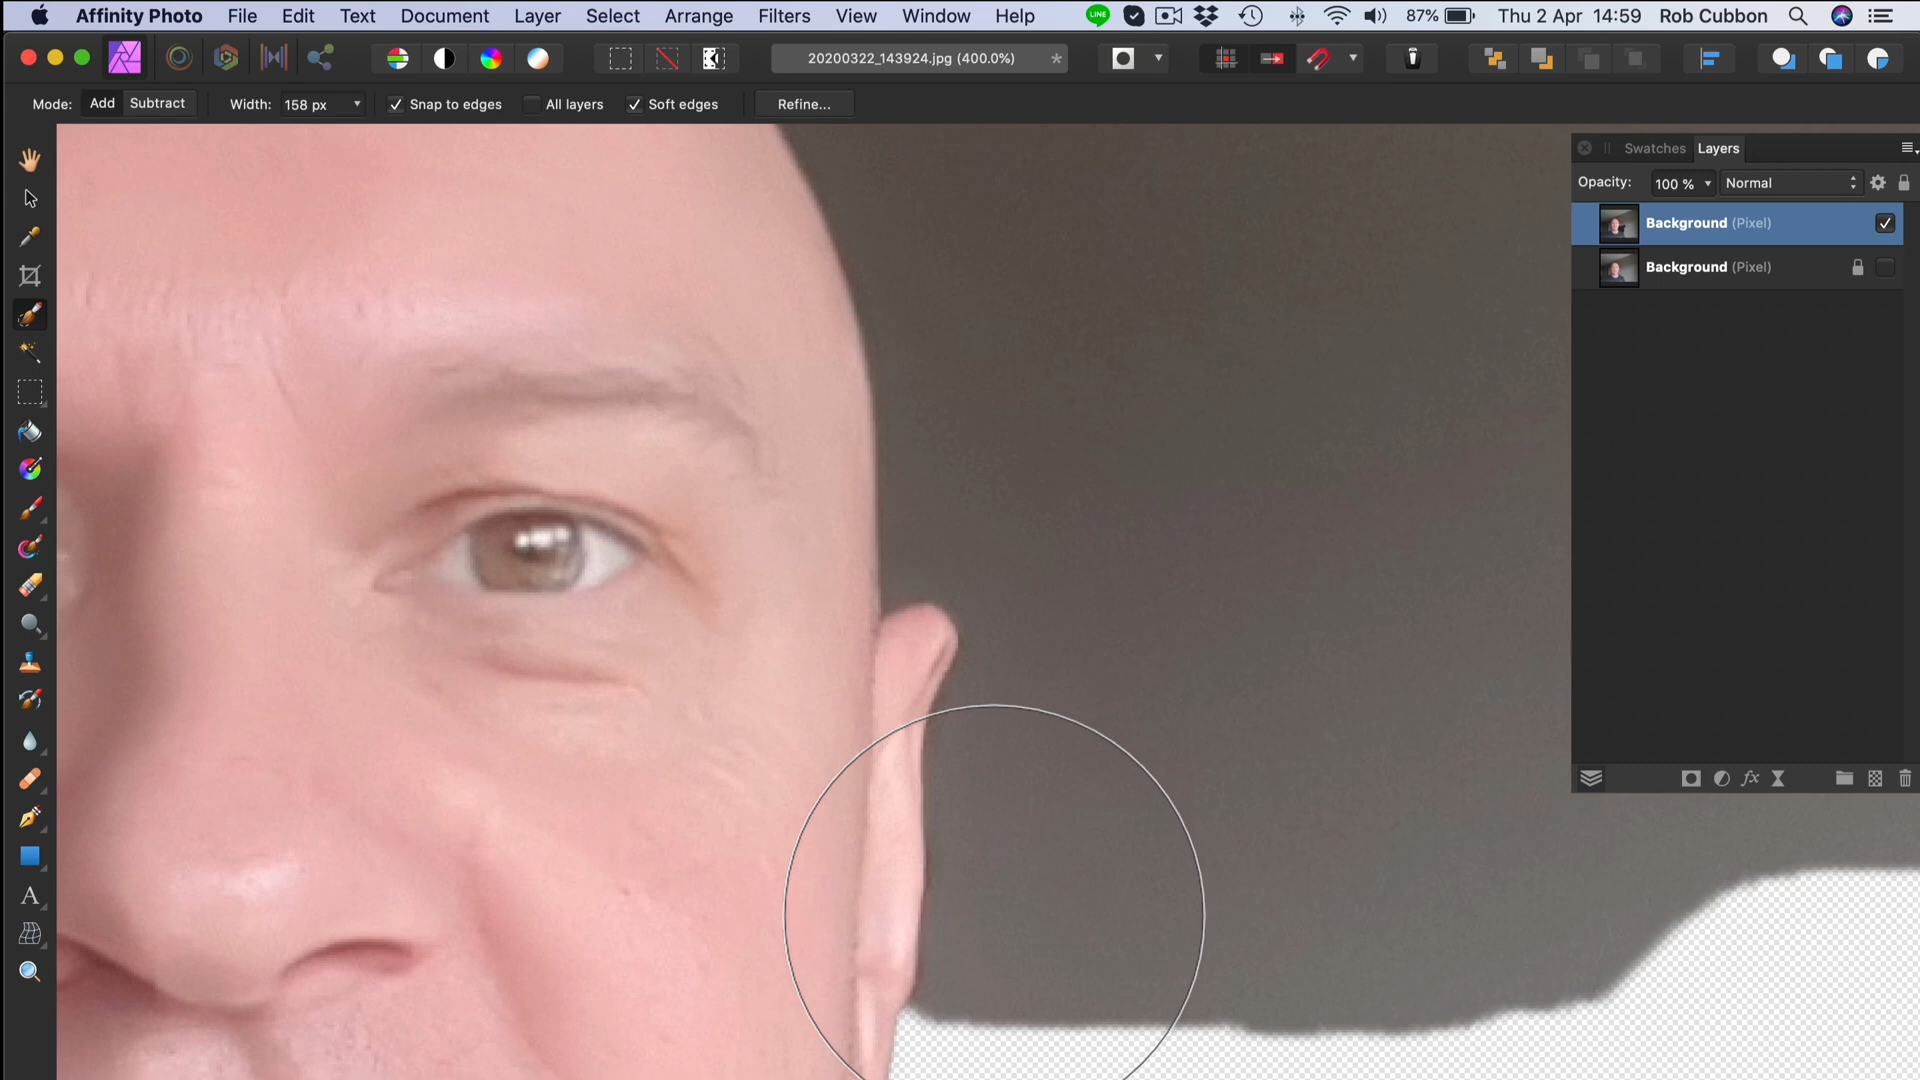 Affinity Photo File Edit Text Document Layer Select Arrange Filters View Window Help LINE 87% Thu 2 Apr 14:59 Rob Cubbon
20200322_143924.jpg (400.0%) *
Mode: Add Subtract Width: 158 px Snap to edges All layers Soft edges Refine...
Swatches Layers
Opacity: 100 % Normal
Background (Pixel)
Background (Pixel)
fx
A